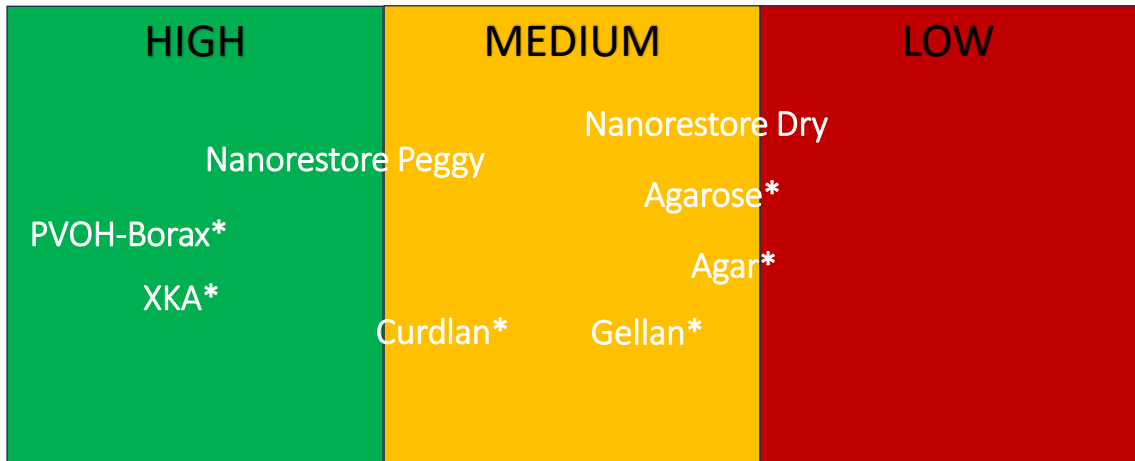 HIGH
MEDIUM
LOW
Nanorestore Dry
Nanorestore Peggy
Agarose*
PVOH-Borax*
Agar*
XKA*
Curdlan*
Gellan*